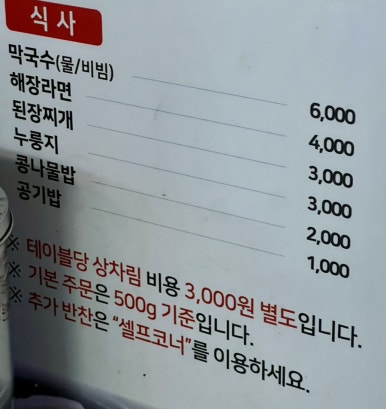 식사
막국수(물/비빔) 6,000
해장라면 4,000
된장찌개 3,000
누룽지 3,000
콩나물밥 2,000
공기밥 1,000
※ 테이블당 상차림 비용 3,000원 별도입니다.
※ 기본 주문은 500g 기준입니다.
※ 추가 반찬은 "셀프코너"를 이용하세요.